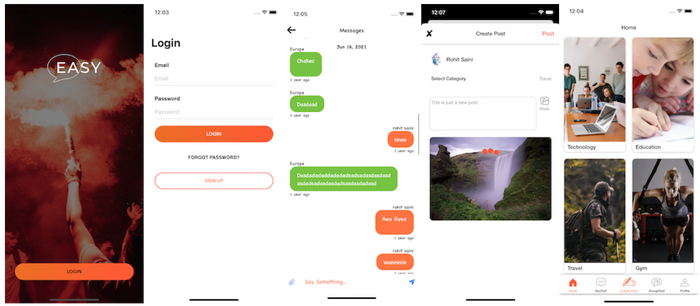 EASY
LOGIN
12:03
Login
Email
Email
Password
Password
LOGIN
FORGOT PASSWORD?
SIGN UP
12:05
Messages
Jun 16, 2021
Europe
1 year ago
Europe
Dasdasd
1 year ago
rohit saini
1 year ago
Europe
1 year ago
rohit saini
Aaa Gyaa
1 year ago
rohit saini
1 year ago
Say Something...
12:07
Create Post
Post
Rohit Saini
Select Category
Travel
This is just a new post
Photo
12:04
Home
Technology
Education
Travel
Gym
Home
Create Post
Profile